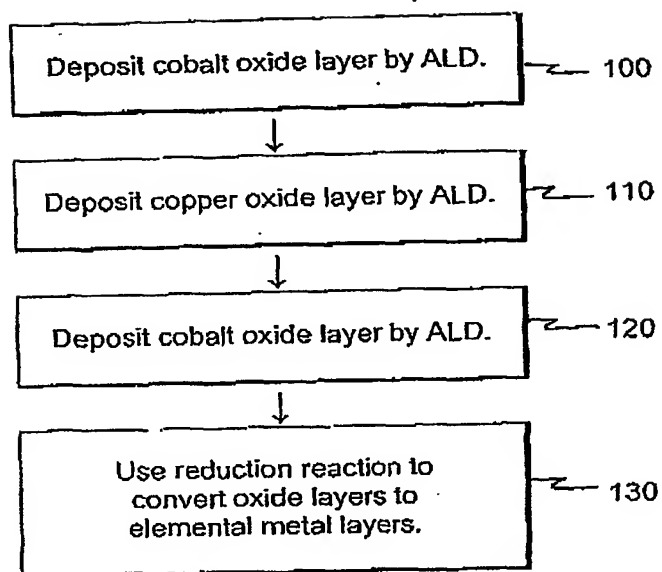 Deposit cobalt oxide layer by ALD.
100
Deposit copper oxide layer by ALD.
110
Deposit cobalt oxide layer by ALD.
120
Use reduction reaction to
convert oxide layers to
elemental metal layers.
130